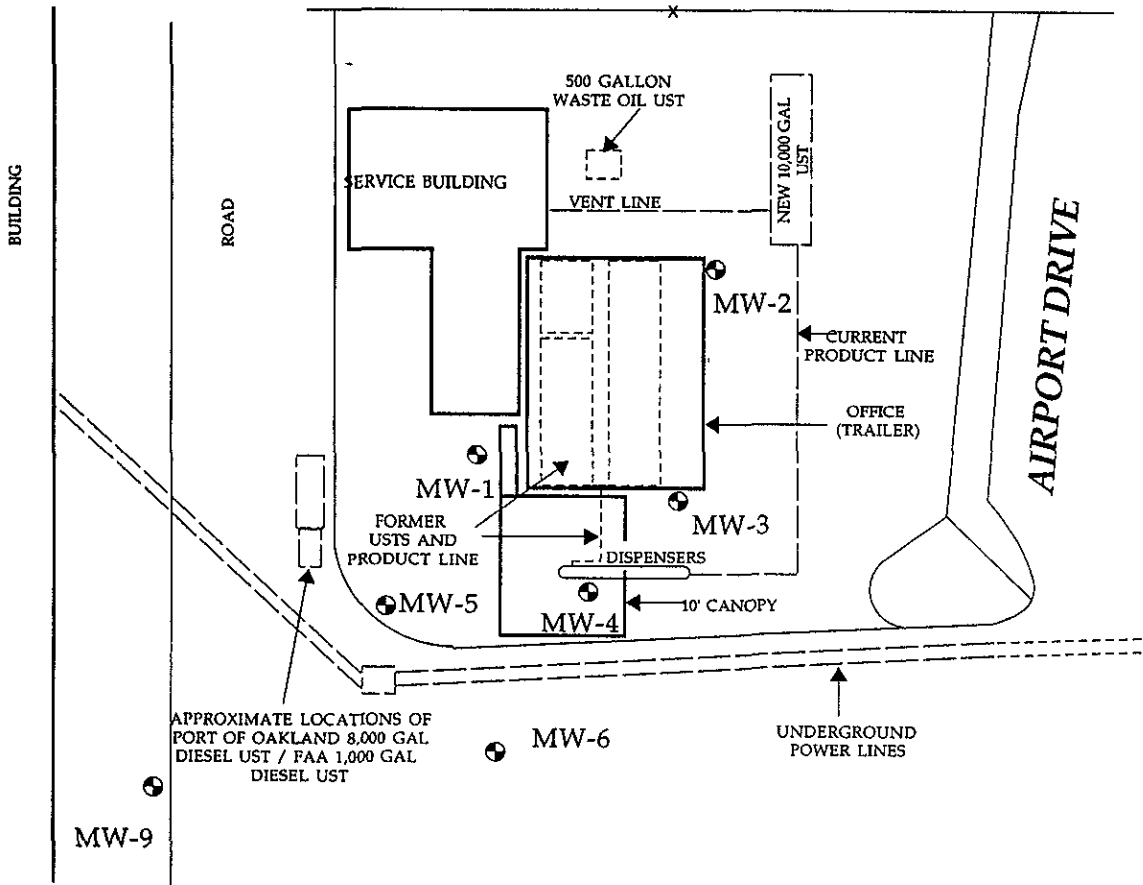 500 GALLON
WASTE OIL UST
BUILDING
ROAD
SERVICE BUILDING
VENT LINE
NEW 10,000 GAL
UST
AIRPORT DRIVE
MW-2
CURRENT
PRODUCT LINE
OFFICE
(TRAILER)
MW-1
MW-3
FORMER
USTS AND
PRODUCT LINE
DISPENSERS
MW-5
MW-4
10' CANOPY
APPROXIMATE LOCATIONS OF
PORT OF OAKLAND 8,000 GAL
DIESEL UST / FAA 1,000 GAL
DIESEL UST
MW-6
UNDERGROUND
POWER LINES
MW-9